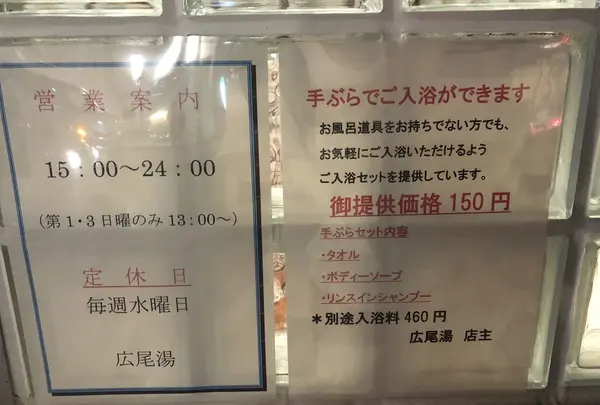 営業案内
15:00～24:00
(第1・3日曜のみ13:00～)
定休日
毎週水曜日
広尾湯
手ぶらでご入浴ができます
お風呂道具をお持ちでない方でも、
お気軽にご入浴いただけるよう
ご入浴セットを提供しています。
御提供価格150円
手ぶらセット内容
・タオル
・ボディーソープ
・リンスインシャンプー
＊別途入浴料460円
広尾湯 店主